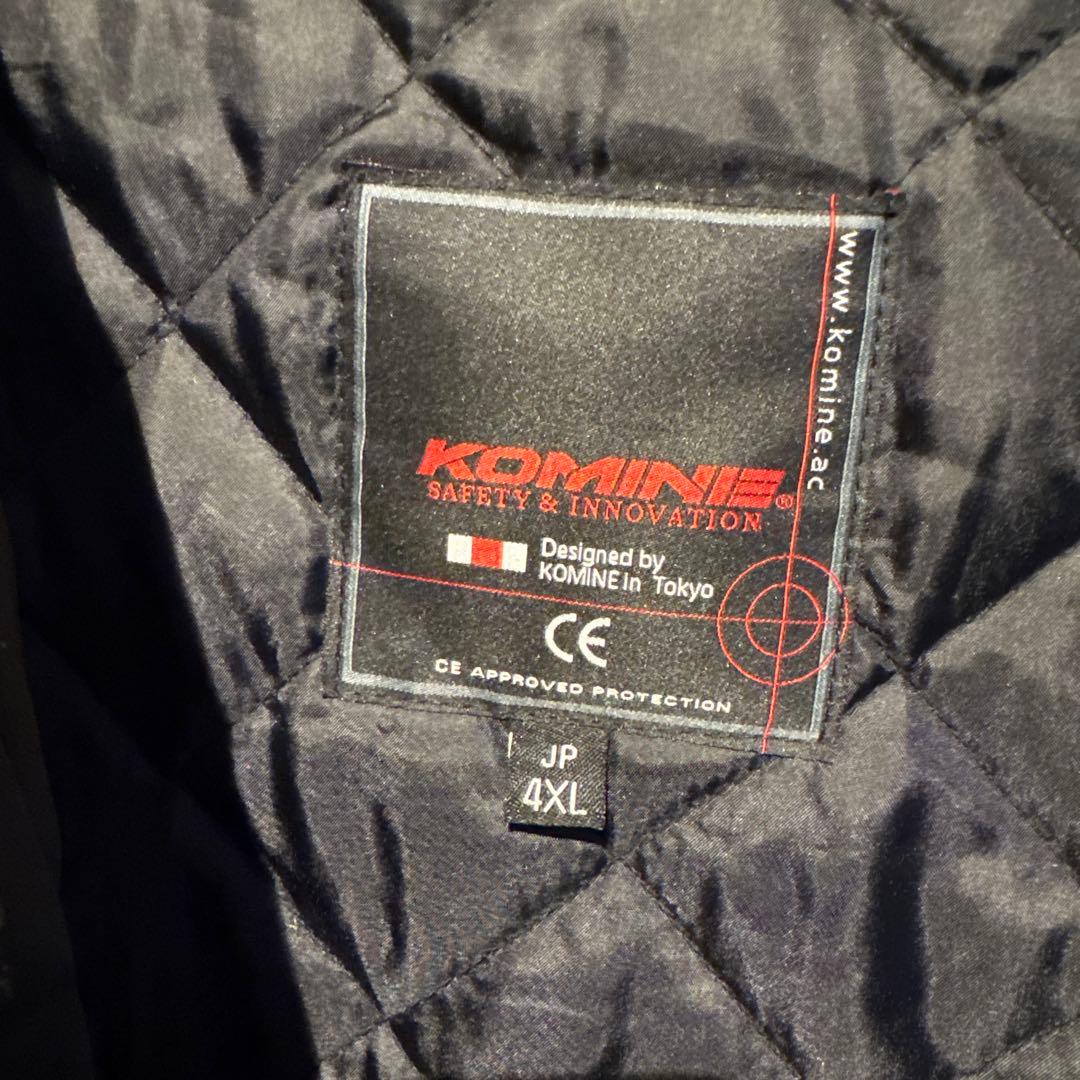 www.komine.ac
KOMINE®
SAFETY & INNOVATION
Designed by
KOMINE in Tokyo
CE
CE APPROVED PROTECTION
JP
4XL